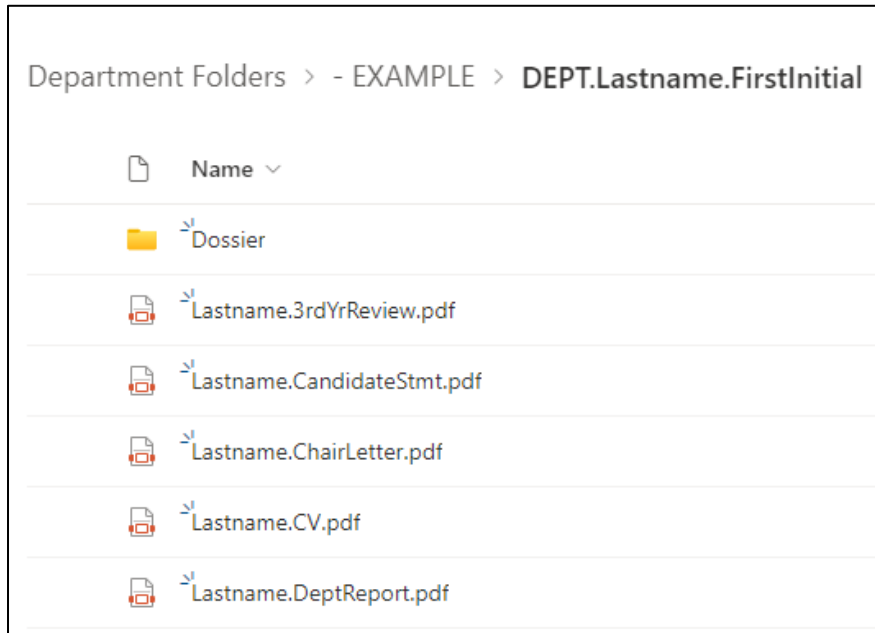 Department Folders > - EXAMPLE > DEPT.Lastname.FirstInitial
Name
Dossier
Lastname.3rdYrReview.pdf
Lastname.CandidateStmt.pdf
Lastname.ChairLetter.pdf
Lastname.CV.pdf
Lastname.DeptReport.pdf